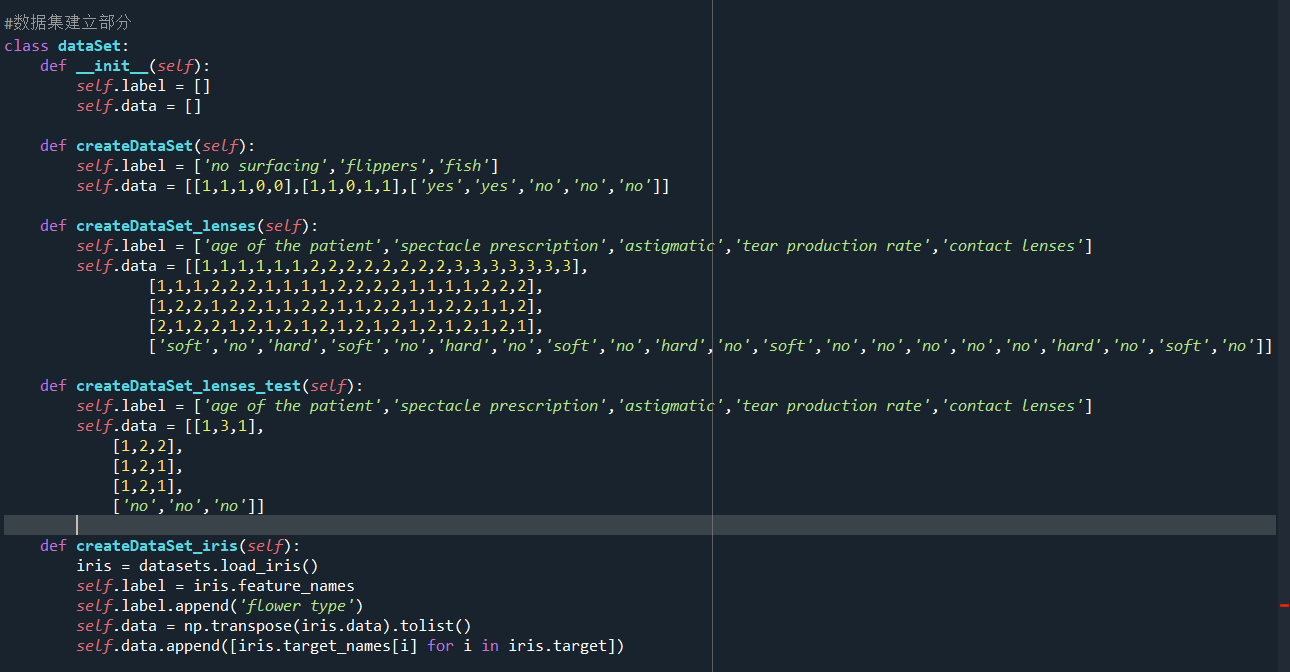 #数据集建立部分
class dataSet:
    def __init__(self):
        self.label = []
        self.data = []

    def createDataSet(self):
        self.label = ['no surfacing','flippers','fish']
        self.data = [[1,1,1,0,0],[1,1,0,1,1],['yes','yes','no','no','no']]

    def createDataSet_lenses(self):
        self.label = ['age of the patient','spectacle prescription','astigmatic','tear production rate','contact lenses']
        self.data = [[1,1,1,1,1,1,2,2,2,2,2,2,2,2,3,3,3,3,3,3,3],
                [1,1,1,2,2,2,1,1,1,1,2,2,2,2,1,1,1,1,2,2,2],
                [1,2,2,1,2,2,1,1,2,2,1,1,2,2,1,1,2,2,1,1,2],
                [2,1,2,2,1,2,1,2,1,2,1,2,1,2,1,2,1,2,1,2,1],
                ['soft','no','hard','soft','no','hard','no','soft','no','hard','no','soft','no','no','no','no','no','hard','no','soft','no']]

    def createDataSet_lenses_test(self):
        self.label = ['age of the patient','spectacle prescription','astigmatic','tear production rate','contact lenses']
        self.data = [[1,3,1],
            [1,2,2],
            [1,2,1],
            [1,2,1],
            ['no','no','no']]

    def createDataSet_iris(self):
        iris = datasets.load_iris()
        self.label = iris.feature_names
        self.label.append('flower type')
        self.data = np.transpose(iris.data).tolist()
        self.data.append([iris.target_names[i] for i in iris.target])